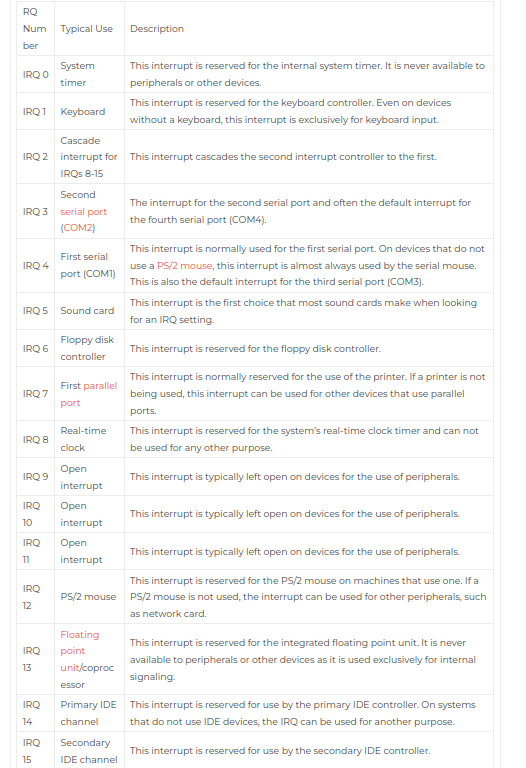 RQ
Num
ber
Typical Use
Description
IRQ 0
System
timer
This interrupt is reserved for the internal system timer. It is never available to
peripherals or other devices.
IRQ 1
Keyboard
This interrupt is reserved for the keyboard controller. Even on devices
without a keyboard, this interrupt is exclusively for keyboard input.
IRQ 2
Cascade
interrupt for
IRQs 8-15
This interrupt cascades the second interrupt controller to the first.
IRQ 3
Second
serial port
(COM2)
The interrupt for the second serial port and often the default interrupt for
the fourth serial port (COM4).
IRQ 4
First serial
port (COM1)
This interrupt is normally used for the first serial port. On devices that do not
use a PS/2 mouse, this interrupt is almost always used by the serial mouse.
This is also the default interrupt for the third serial port (COM3).
IRQ 5
Sound card
This interrupt is the first choice that most sound cards make when looking
for an IRQ setting.
IRQ 6
Floppy disk
controller
This interrupt is reserved for the floppy disk controller.
IRQ 7
First parallel
port
This interrupt is normally reserved for the use of the printer. If a printer is not
being used, this interrupt can be used for other devices that use parallel
ports.
IRQ 8
Real-time
clock
This interrupt is reserved for the system's real-time clock timer and can not
be used for any other purpose.
IRQ 9
Open
interrupt
This interrupt is typically left open on devices for the use of peripherals.
IRQ
10
Open
interrupt
This interrupt is typically left open on devices for the use of peripherals.
IRQ
11
Open
interrupt
This interrupt is typically left open on devices for the use of peripherals.
IRQ
12
PS/2 mouse
This interrupt is reserved for the PS/2 mouse on machines that use one. If a
PS/2 mouse is not used, the interrupt can be used for other peripherals, such
as network card.
IRQ
13
Floating
point
unit/coproc
essor
This interrupt is reserved for the integrated floating point unit. It is never
available to peripherals or other devices as it is used exclusively for internal
signaling.
IRQ
14
Primary IDE
channel
This interrupt is reserved for use by the primary IDE controller. On systems
that do not use IDE devices, the IRQ can be used for another purpose.
IRQ
15
Secondary
IDE channel
This interrupt is reserved for use by the secondary IDE controller.